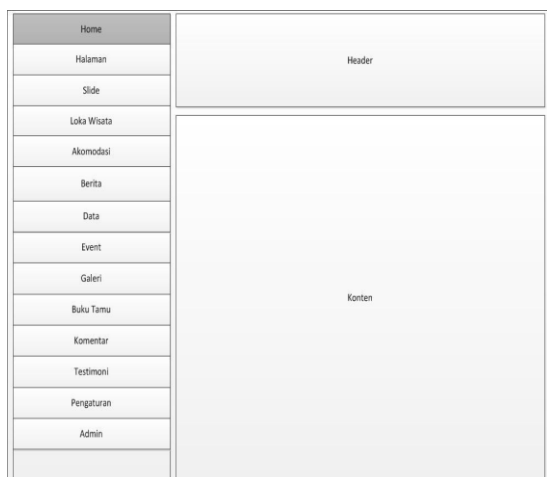 Home
Halaman
Slide
Loka Wisata
Akomodasi
Berita
Data
Event
Galeri
Buku Tamu
Komentar
Testimoni
Pengaturan
Admin
Header
Konten